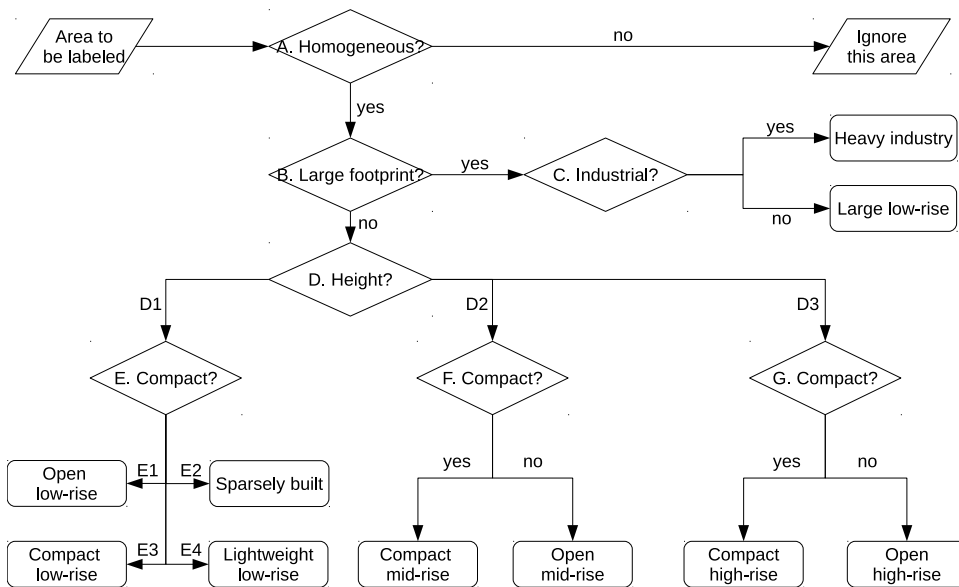 Area to
be labeled
A. Homogeneous?
no
Ignore
this area
yes
B. Large footprint?
yes
C. Industrial?
yes
Heavy industry
no
Large low-rise
no
D. Height?
D1
D2
D3
E. Compact?
F. Compact?
G. Compact?
E1
E2
Open
low-rise
Sparsely built
E3
E4
Compact
low-rise
Lightweight
low-rise
yes
no
Compact
mid-rise
Open
mid-rise
yes
no
Compact
high-rise
Open
high-rise